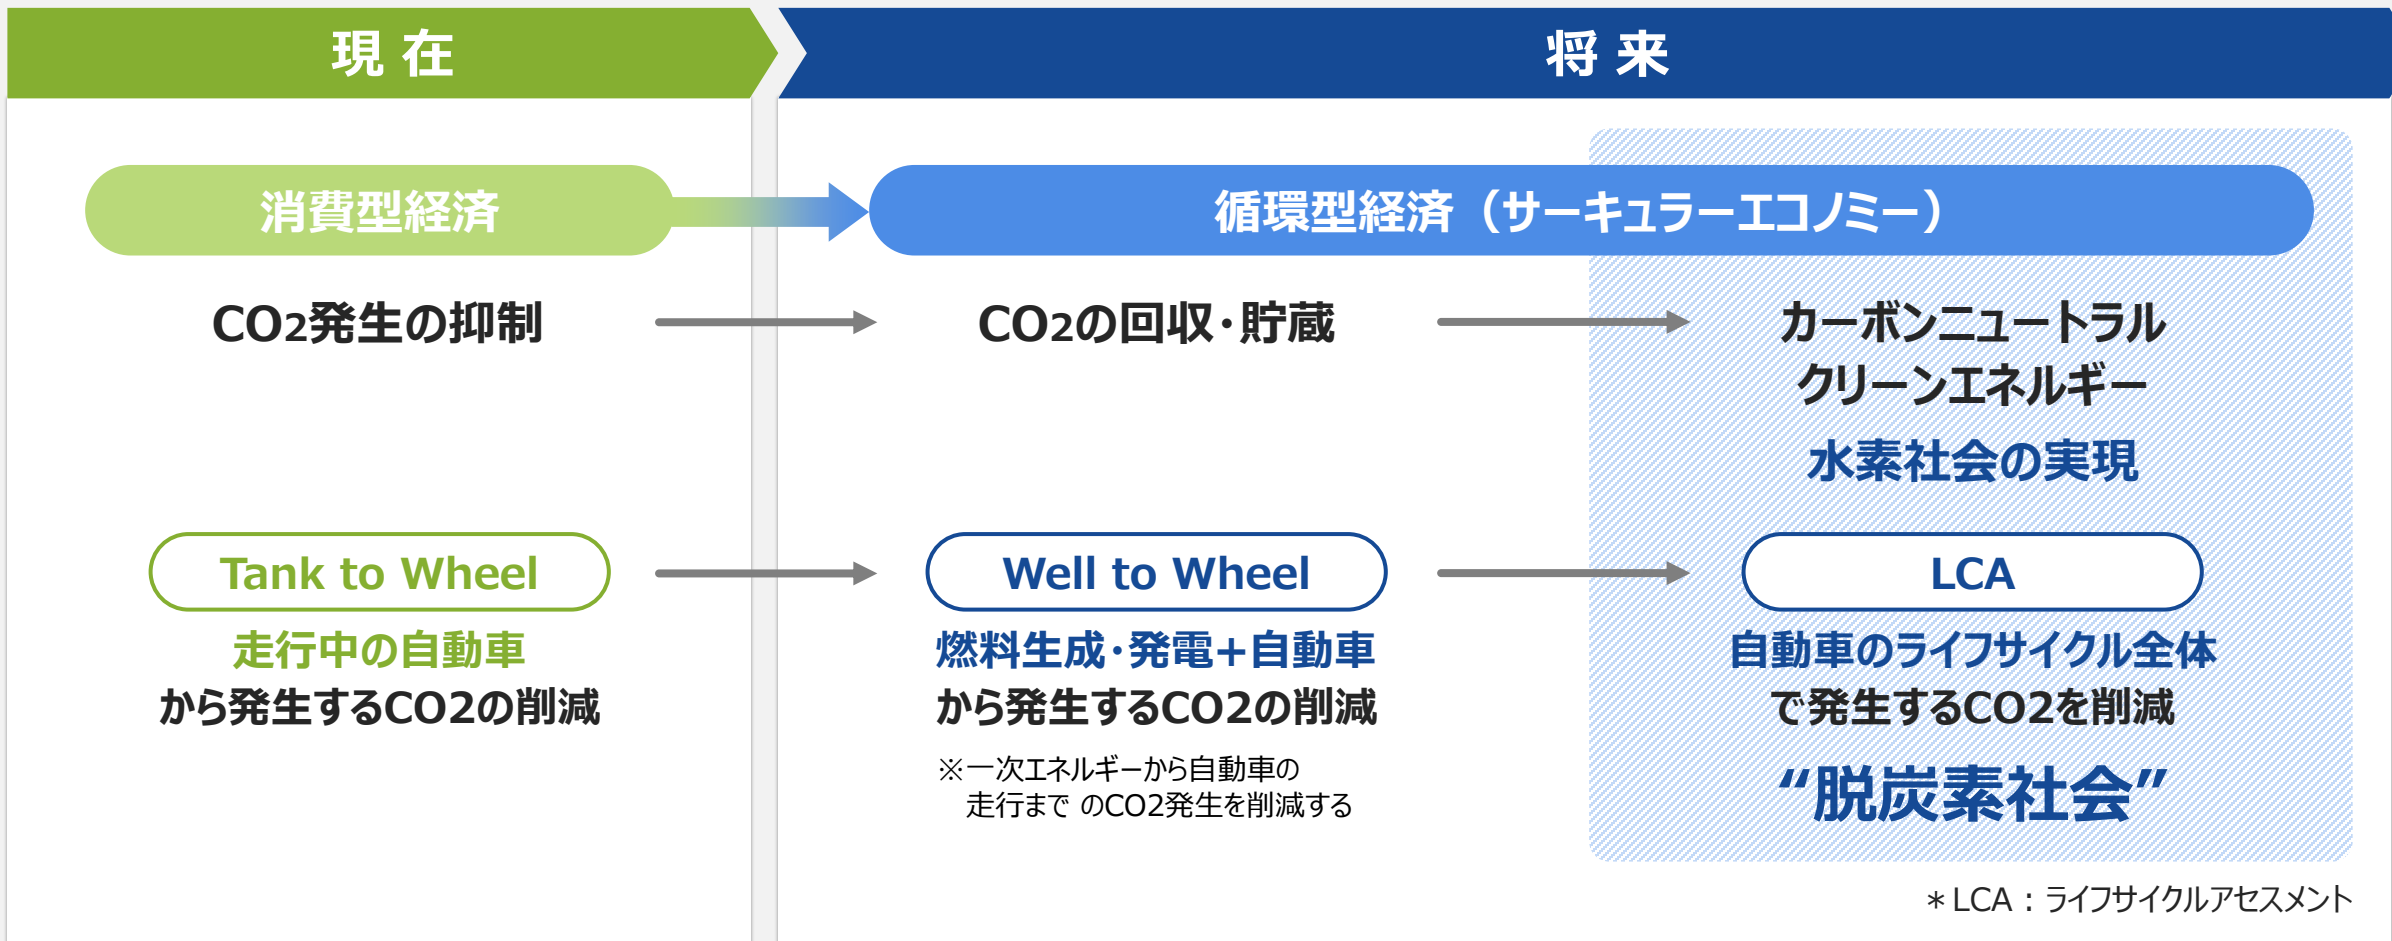 現 在
将 来
消費型経済
循環型経済（サーキュラーエコノミー）
CO2発生の抑制
CO2の回収・貯蔵
カーボンニュートラル
クリーンエネルギー
水素社会の実現
Tank to Wheel
走行中の自動車
から発生するCO2の削減
Well to Wheel
燃料生成・発電+自動車
から発生するCO2の削減
※一次エネルギーから自動車の
走行まで のCO2発生を削減する
LCA
自動車のライフサイクル全体
で発生するCO2を削減
“脱炭素社会”
＊LCA：ライフサイクルアセスメント